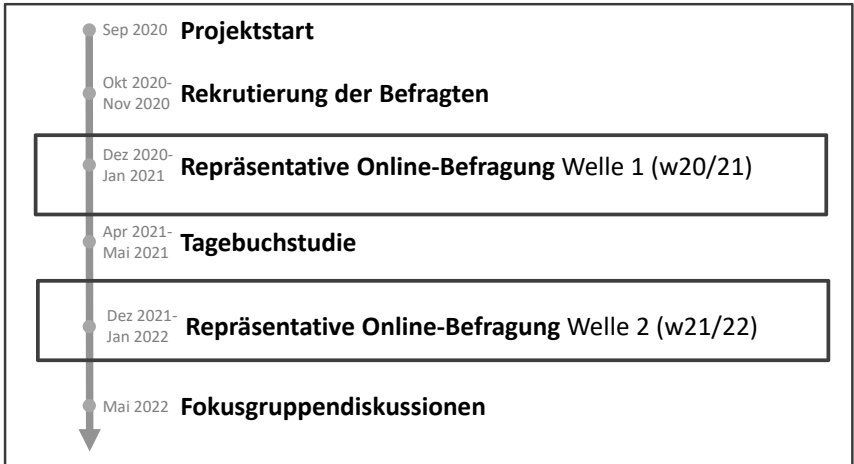 Sep 2020 Projektstart
Okt 2020-
Nov 2020 Rekrutierung der Befragten
Dez 2020-
Jan 2021 Repräsentative Online-Befragung Welle 1 (w20/21)
Apr 2021-
Mai 2021 Tagebuchstudie
Dez 2021-
Jan 2022 Repräsentative Online-Befragung Welle 2 (w21/22)
Mai 2022 Fokusgruppendiskussionen